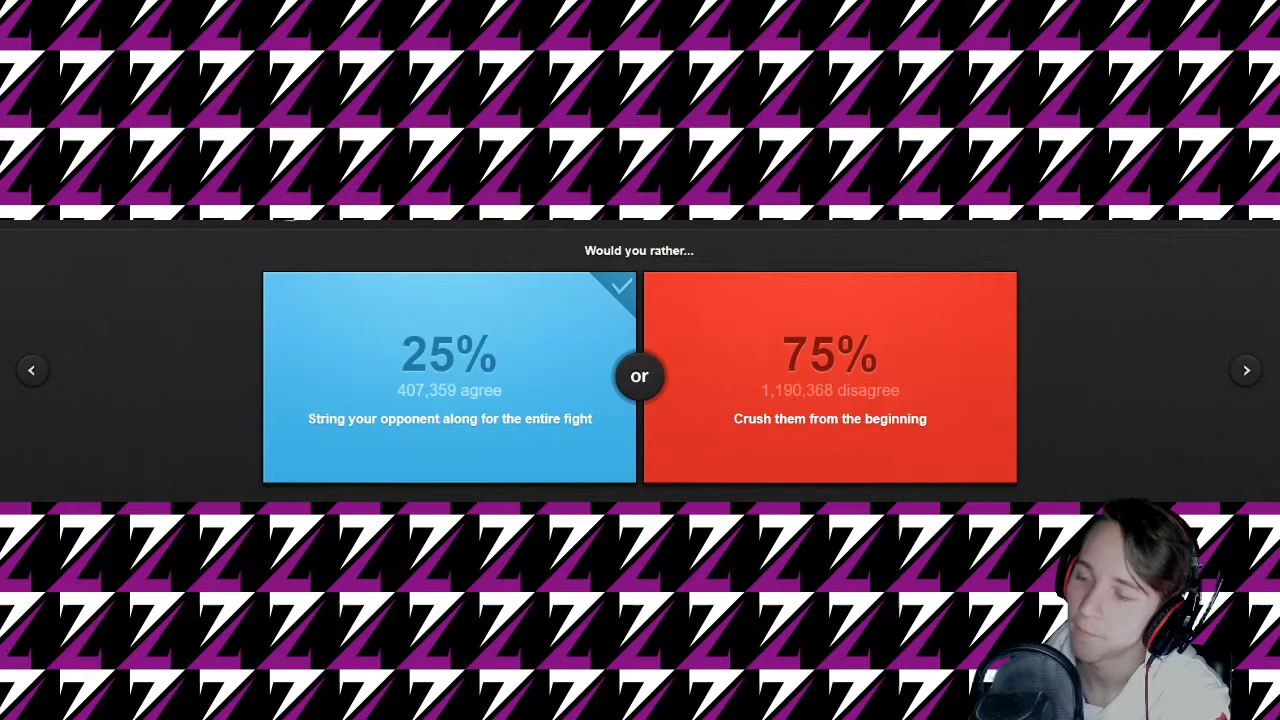 Would you rather...
25%
407,359 agree
String your opponent along for the entire fight
or
75%
1,190,368 disagree
Crush them from the beginning